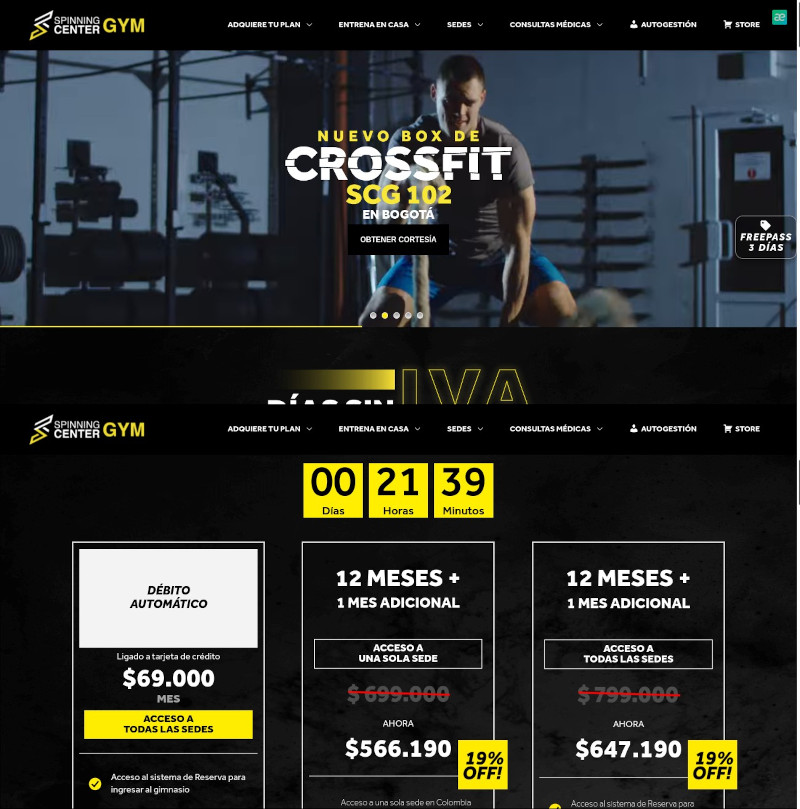 SPINNING
CENTER GYM
ADQUIERE TU PLAN
ENTRENA EN CASA
SEDES
CONSULTAS MÉDICAS
AUTOGESTIÓN
STORE
æ
NUEVO BOX DE
CROSSFIT
SCG 102
EN BOGOTÁ
OBTENER CORTESÍA
FREEPASS
3 DÍAS
DÍAS SIN IVA
SPINNING
CENTER GYM
ADQUIERE TU PLAN
ENTRENA EN CASA
SEDES
CONSULTAS MÉDICAS
AUTOGESTIÓN
STORE
00 21 39
Días Horas Minutos
DÉBITO
AUTOMÁTICO
Ligado a tarjeta de crédito
$69.000
MES
ACCESO A
TODAS LAS SEDES
Acceso al sistema de Reserva para
ingresar al gimnasio
12 MESES +
1 MES ADICIONAL
ACCESO A
UNA SOLA SEDE
$ 699.000
AHORA
$566.190
19%
OFF!
Acceso a una sola sede en Colombia
12 MESES +
1 MES ADICIONAL
ACCESO A
TODAS LAS SEDES
$ 799.000
AHORA
$647.190
19%
OFF!
Acceso al sistema de Reserva para